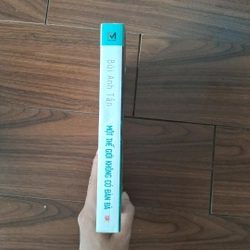 Bùi Anh Tấn
MỘT THẾ GIỚI KHÔNG CÓ ĐÀN BÀ